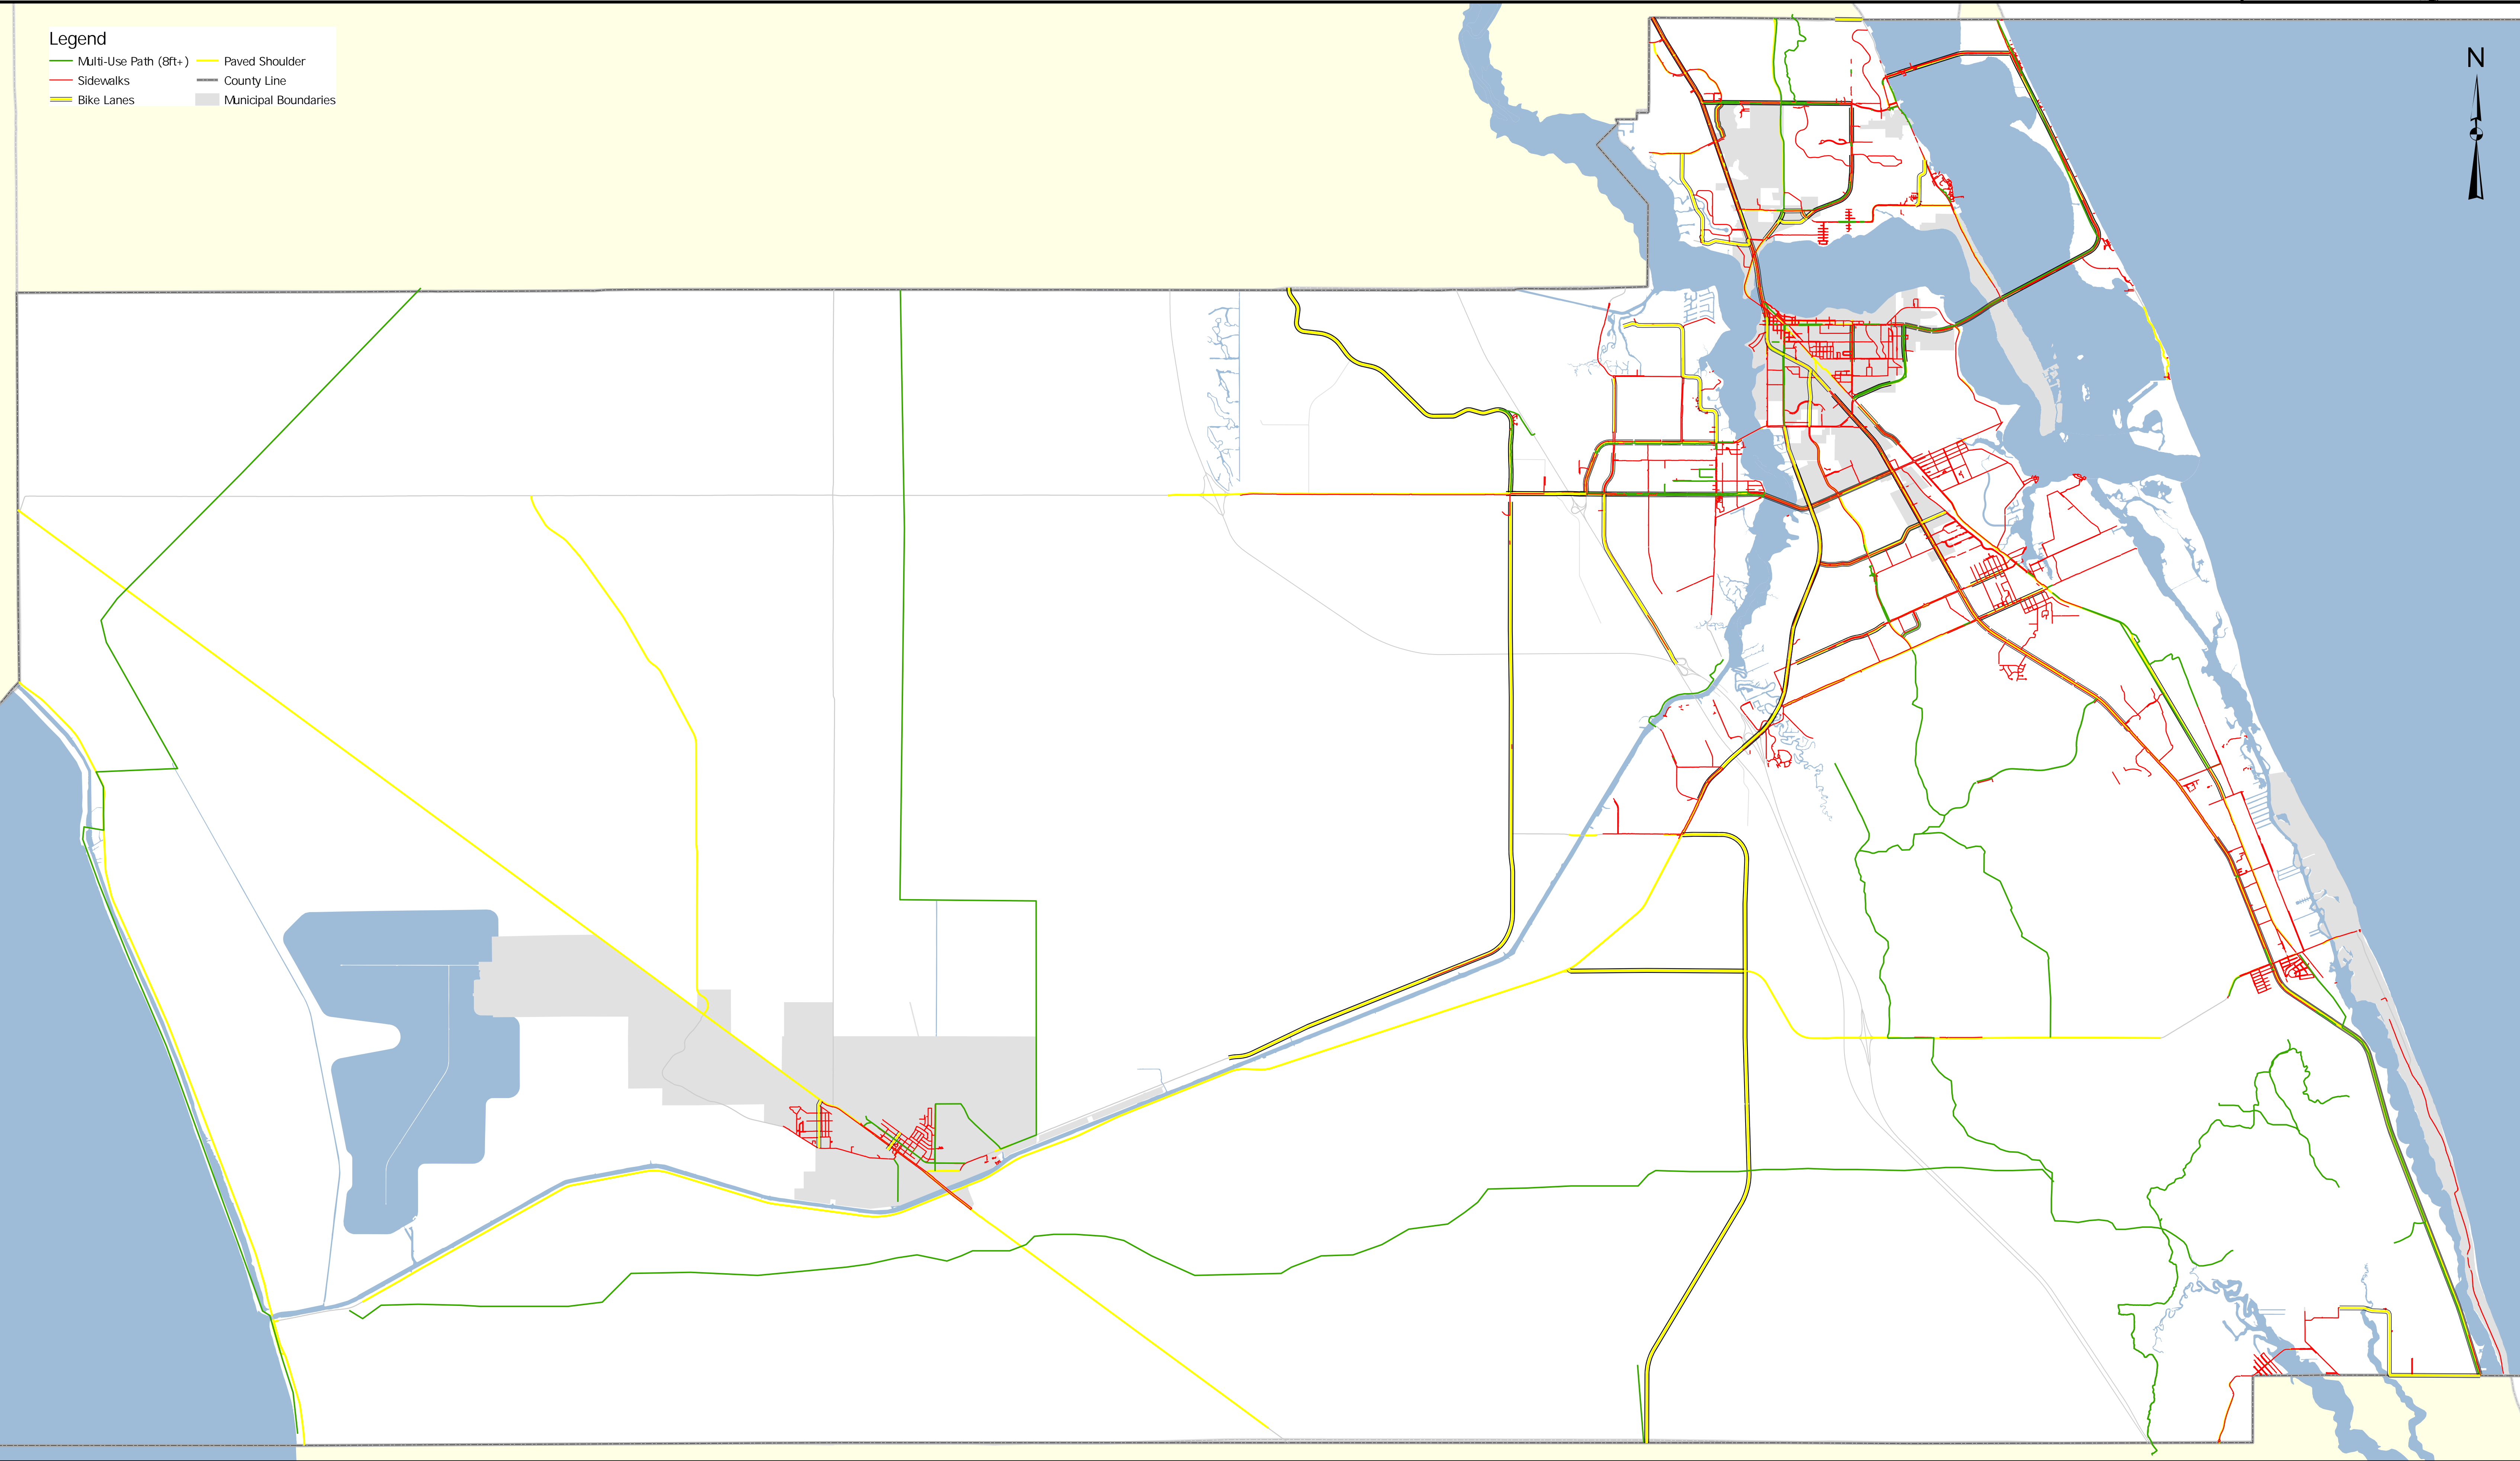 Legend
Multi-Use Path (8ft+)
Paved Shoulder
Sidewalks
County Line
Bike Lanes
Municipal Boundaries
N